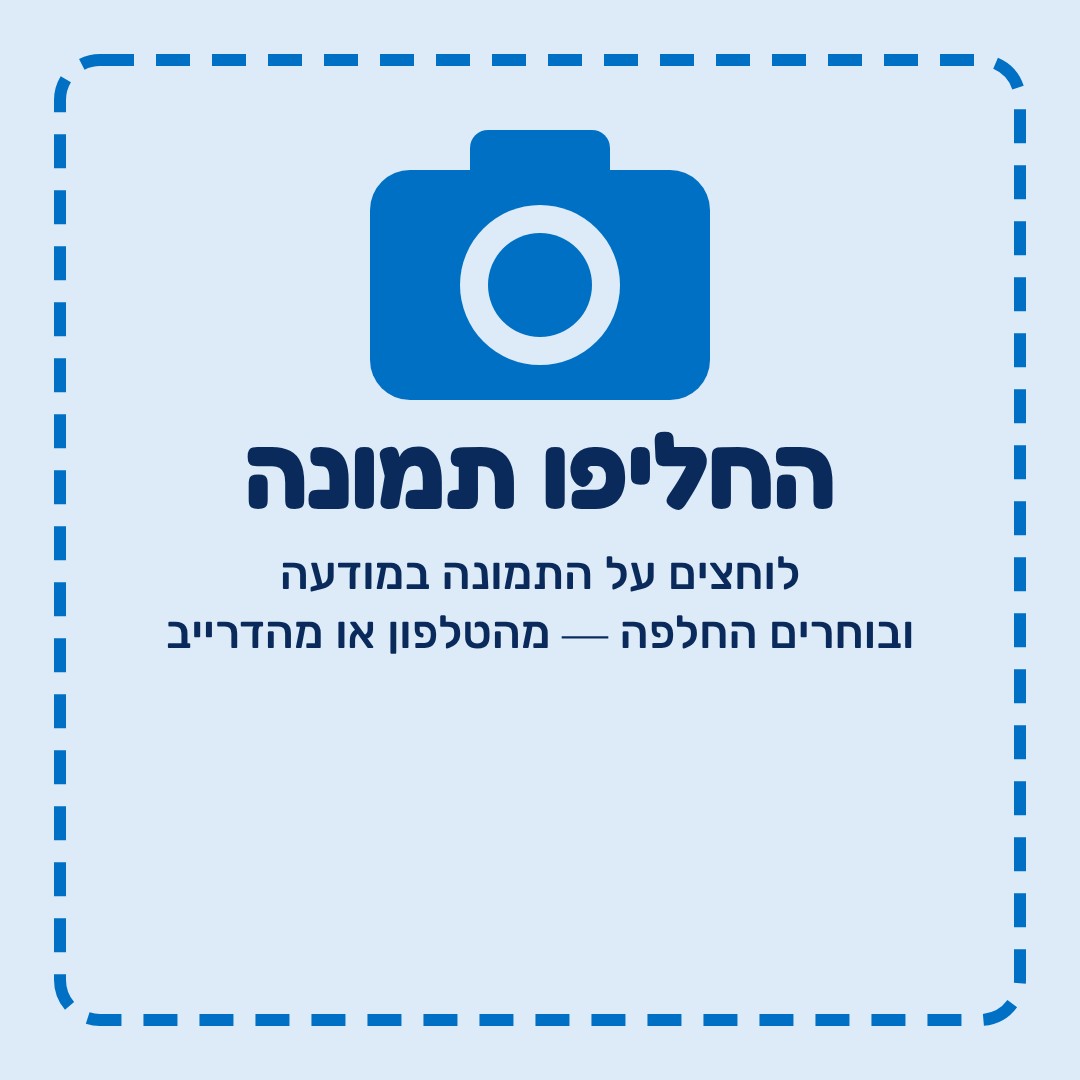 החליפו תמונה
לוחצים על התמונה במודעה
ובוחרים החלפה — מהטלפון או מהדרייב